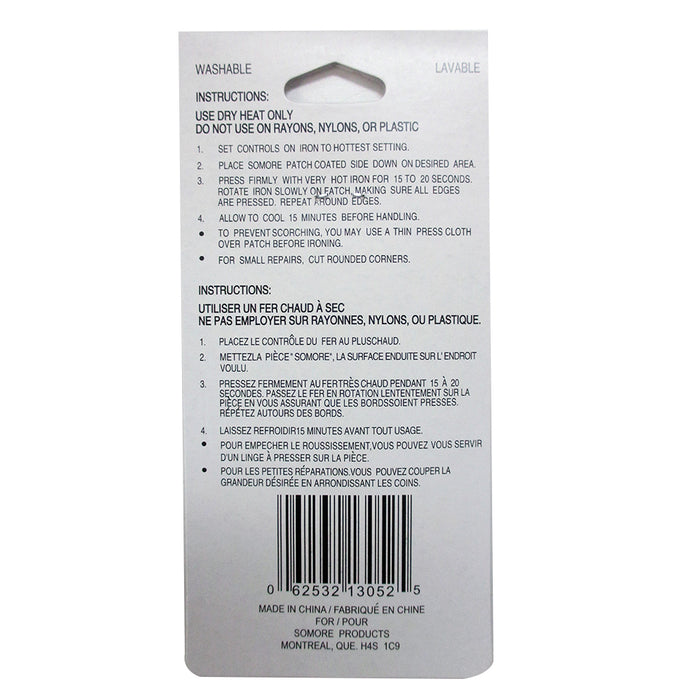 WASHABLE LAVABLE
INSTRUCTIONS:
USE DRY HEAT ONLY
DO NOT USE ON RAYONS, NYLONS, OR PLASTIC
1. SET CONTROLS ON IRON TO HOTTEST SETTING.
2. PLACE SOMORE PATCH COATED SIDE DOWN ON DESIRED AREA.
3. PRESS FIRMLY WITH VERY HOT IRON FOR 15 TO 20 SECONDS.
ROTATE IRON SLOWLY ON PATCH, MAKING SURE ALL EDGES
ARE PRESSED. REPEAT AROUND EDGES.
4. ALLOW TO COOL 15 MINUTES BEFORE HANDLING.
• TO PREVENT SCORCHING, YOU MAY USE A THIN PRESS CLOTH
OVER PATCH BEFORE IRONING.
• FOR SMALL REPAIRS, CUT ROUNDED CORNERS.
INSTRUCTIONS:
UTILISER UN FER CHAUD À SEC
NE PAS EMPLOYER SUR RAYONNES, NYLONS, OU PLASTIQUE.
1. PLACEZ LE CONTRÔLE DU FER AU PLUSCHAUD.
2. METTEZLA PIÈCE "SOMORE", LA SURFACE ENDUITE SUR L'ENDROIT
VOULU.
3. PRESSEZ FERMEMENT AU FERTRÈS CHAUD PENDANT 15 À 20
SECONDES. PASSEZ LE FER EN ROTATION LENTENTEMENT SUR LA
PIÈCE EN VOUS ASSURANT QUE LES BORDSSOIENT PRESSES.
RÉPÉTEZ AUTOURS DES BORDS.
4. LAISSEZ REFROIDIR15 MINUTES AVANT TOUT USAGE.
• POUR EMPECHER LE ROUSSISSEMENT,VOUS POUVEZ VOUS SERVIR
D'UN LINGE À PRESSER SUR LA PIÈCE.
• POUR LES PETITES RÉPARATIONS.VOUS POUVEZ COUPER LA
GRANDEUR DÉSIRÉE EN ARRONDISSANT LES COINS.
0 62532 13052 5
MADE IN CHINA / FABRIQUÉ EN CHINE
FOR / POUR
SOMORE PRODUCTS
MONTREAL, QUE. H4S 1C9